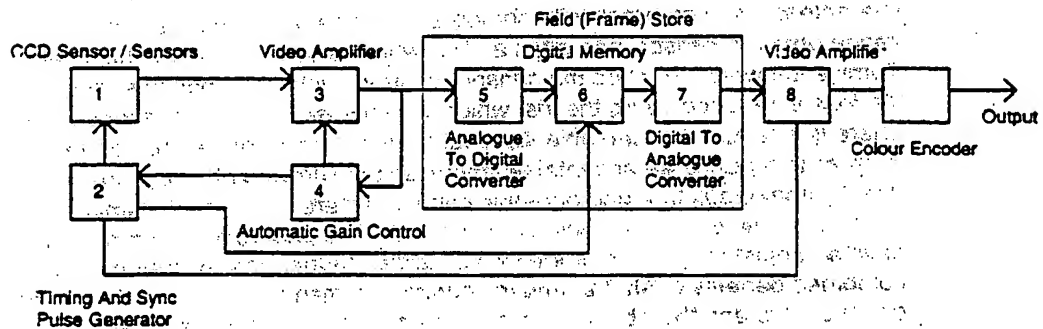 Field (Frame) Store
CCD Sensor / Sensors
Video Amplifier
Digital Memory
Video Amplifie
1
3
5
6
7
8
Output
Analogue
To Digital
Converter
Digital To
Analogue
Converter
Colour Encoder
2
4
Automatic Gain Control
Timing And Sync
Pulse Generator